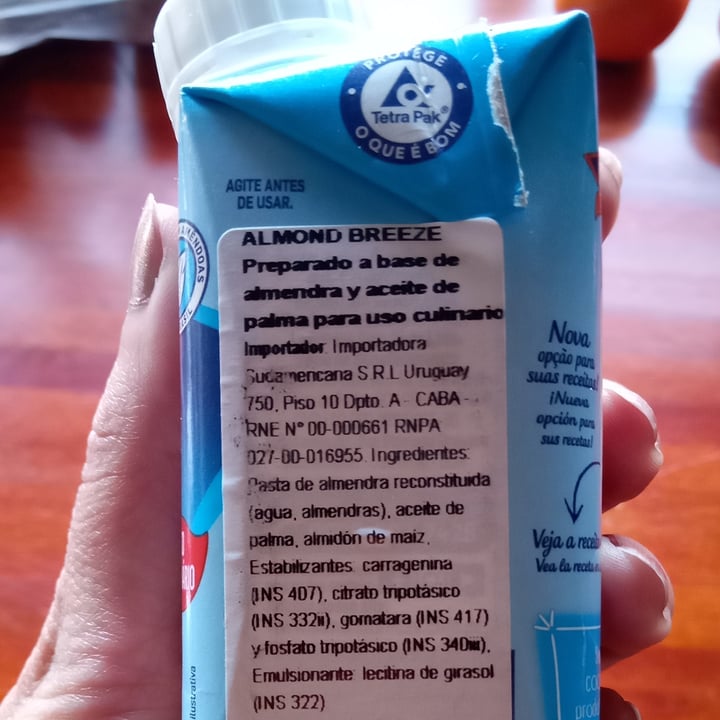 PROTEGE
Tetra Pak®
O QUE É BOM
AGITE ANTES
DE USAR.
AMÊNDOAS
ALMOND BREEZE
Preparado a base de
almendra y aceite de
palma para uso culinario
Importador: Importadora
Sudamericana S.R.L Uruguay
750, Piso 10 Dpto. A - CABA -
RNE N° 00-000661 RNPA
027-00-016955. Ingredientes:
Pasta de almendra reconstituida
(agua, almendras), aceite de
palma, almidón de maiz,
Estabilizantes: carragenina
(INS 407), citrato tripotásico
(INS 332ii), gomatara (INS 417)
y fosfato tripotásico (INS 340iii),
Emulsionante: lecitina de girasol
(INS 322)
Nova
opção para
suas receitas!
¡Nueva
opción para
sus recetas!
Veja a
Vea la receta
ilustrativa